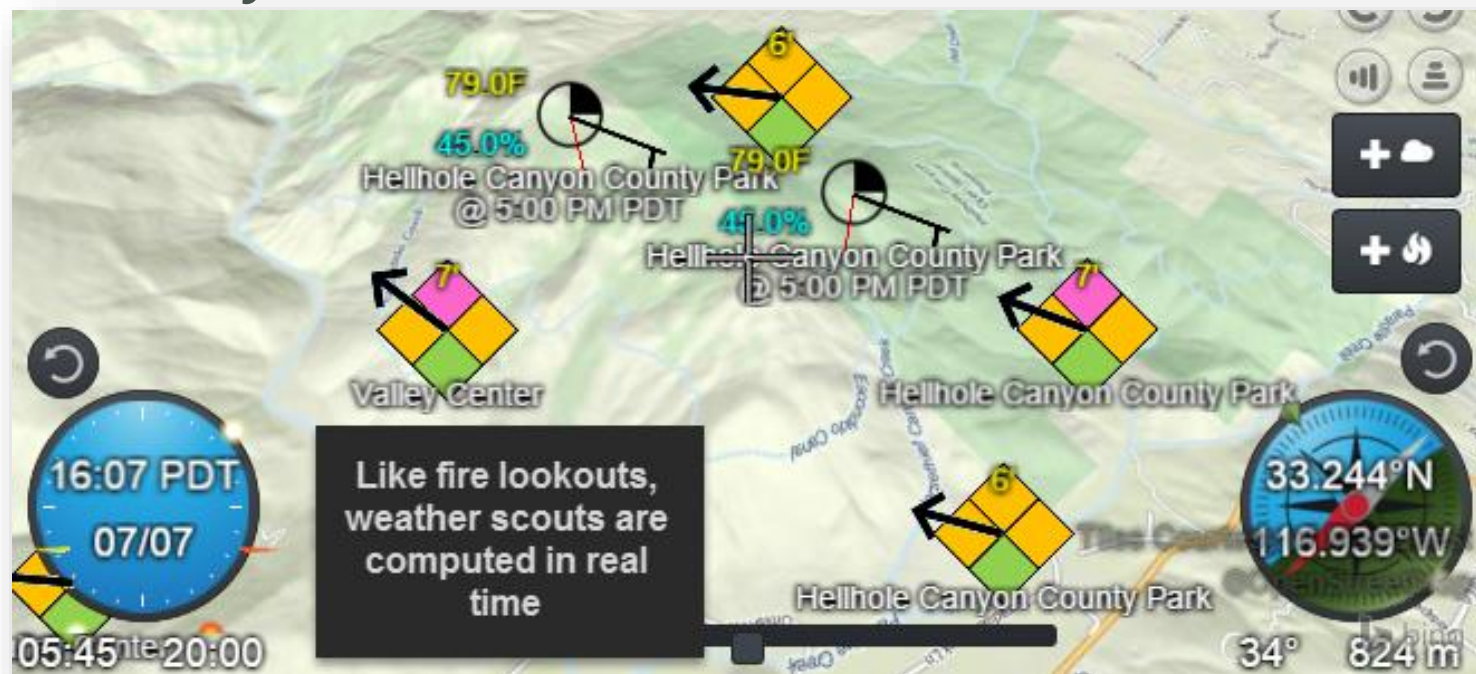 6'
79.0F
45.0%
Hellhole Canyon County Park
@ 5:00 PM PDT
79.0F
45.0%
Hellhole Canyon County Park
@ 5:00 PM PDT
7'
Valley Center
7'
Hellhole Canyon County Park
Escondido Canal
16:07 PDT
07/07
Like fire lookouts,
weather scouts are
computed in real
time
6'
Hellhole Canyon County Park
33.244°N
116.939°W
05:45
20:00
34°
824 m
bing